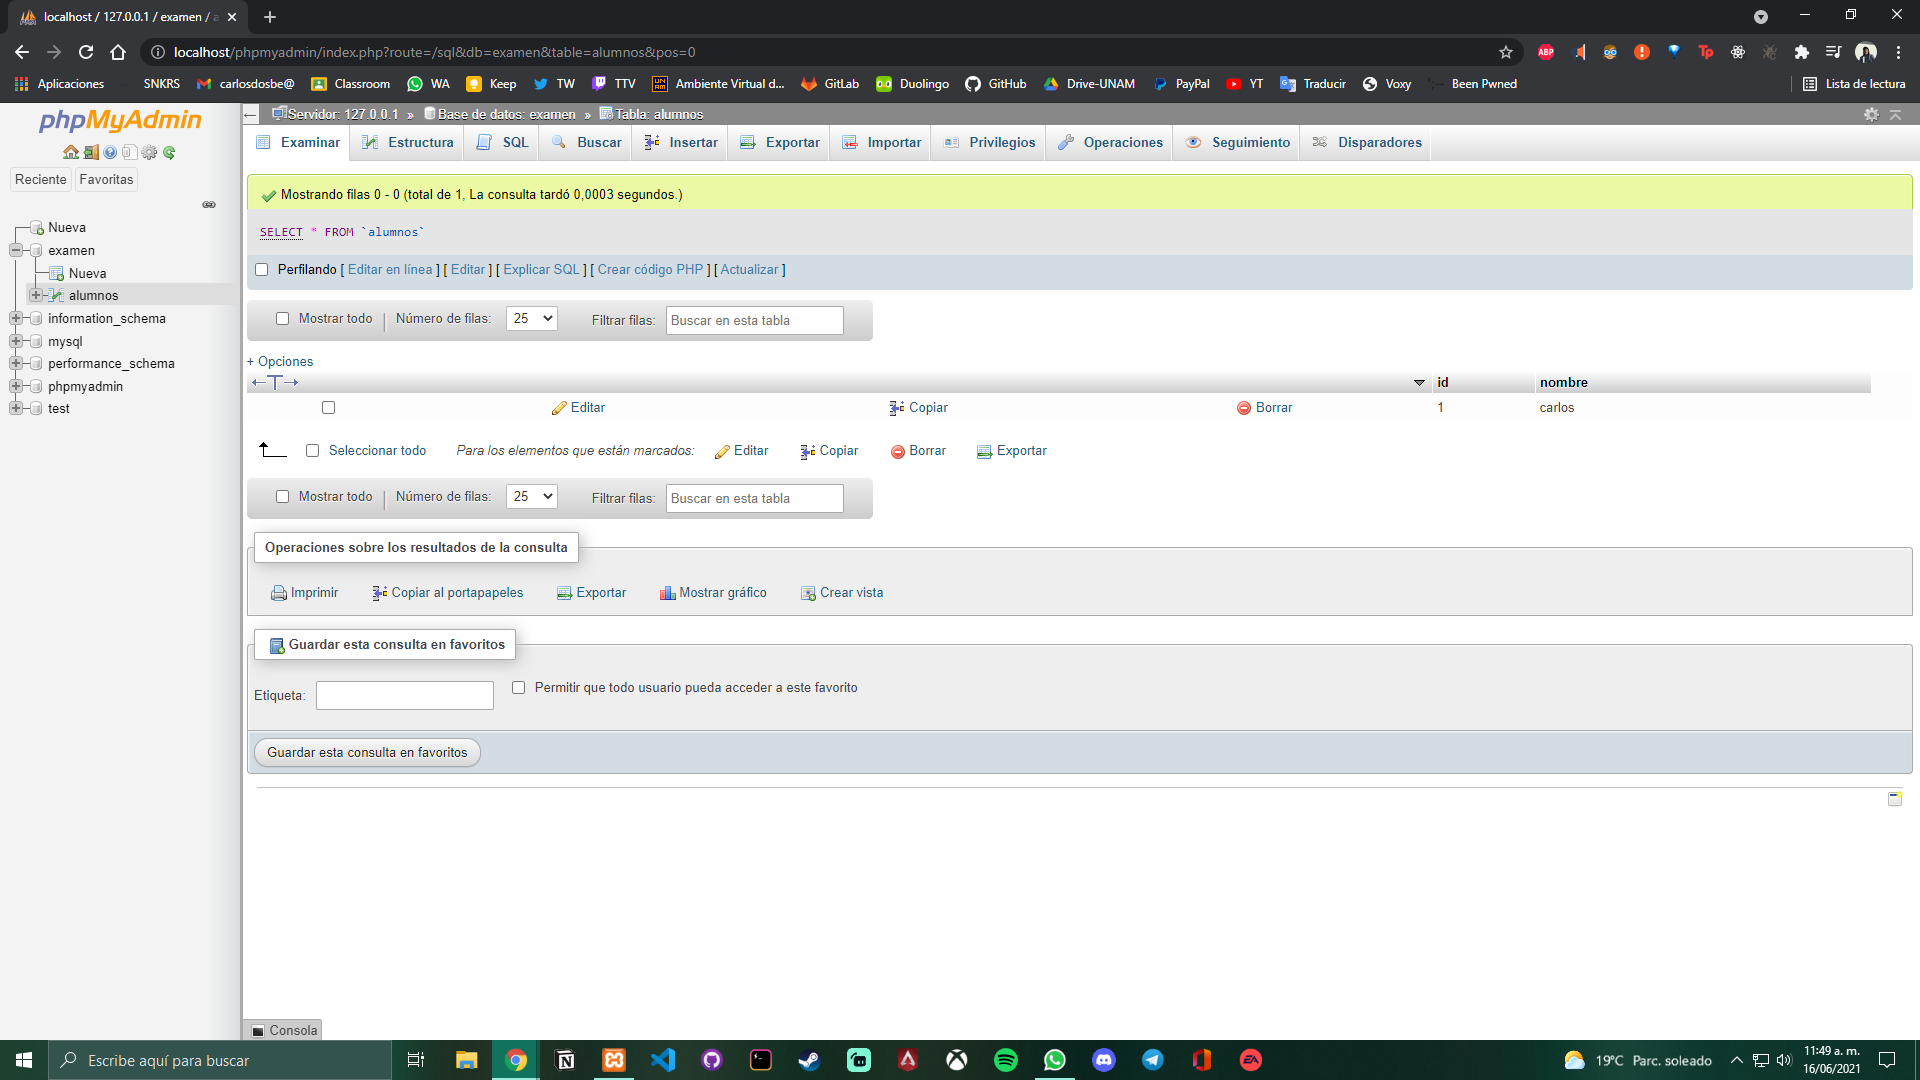 localhost / 127.0.0.1 / examen / a
localhost/phpmyadmin/index.php?route=/sql&db=examen&table=alumnos&pos=0
Aplicaciones SNKRS carlosdosbe@ Classroom WA Keep TW TTV Ambiente Virtual d... GitLab Duolingo GitHub Drive-UNAM PayPal YT Traducir Voxy Been Pwned Lista de lectura
phpMyAdmin
Reciente Favoritas
Nueva
examen
Nueva
alumnos
information_schema
mysql
performance_schema
phpmyadmin
test
Servidor: 127.0.0.1 » Base de datos: examen » Tabla: alumnos
Examinar Estructura SQL Buscar Insertar Exportar Importar Privilegios Operaciones Seguimiento Disparadores
Mostrando filas 0 - 0 (total de 1, La consulta tardó 0,0003 segundos.)
SELECT * FROM `alumnos`
Perfilando [ Editar en línea ] [ Editar ] [ Explicar SQL ] [ Crear código PHP ] [ Actualizar ]
Mostrar todo | Número de filas: 25 Filtrar filas: Buscar en esta tabla
+ Opciones
←T→ id nombre
Editar Copiar Borrar 1 carlos
Seleccionar todo Para los elementos que están marcados: Editar Copiar Borrar Exportar
Mostrar todo | Número de filas: 25 Filtrar filas: Buscar en esta tabla
Operaciones sobre los resultados de la consulta
Imprimir Copiar al portapapeles Exportar Mostrar gráfico Crear vista
Guardar esta consulta en favoritos
Etiqueta: Permitir que todo usuario pueda acceder a este favorito
Guardar esta consulta en favoritos
Consola
Escribe aquí para buscar
19°C Parc. soleado
11:49 a. m.
16/06/2021